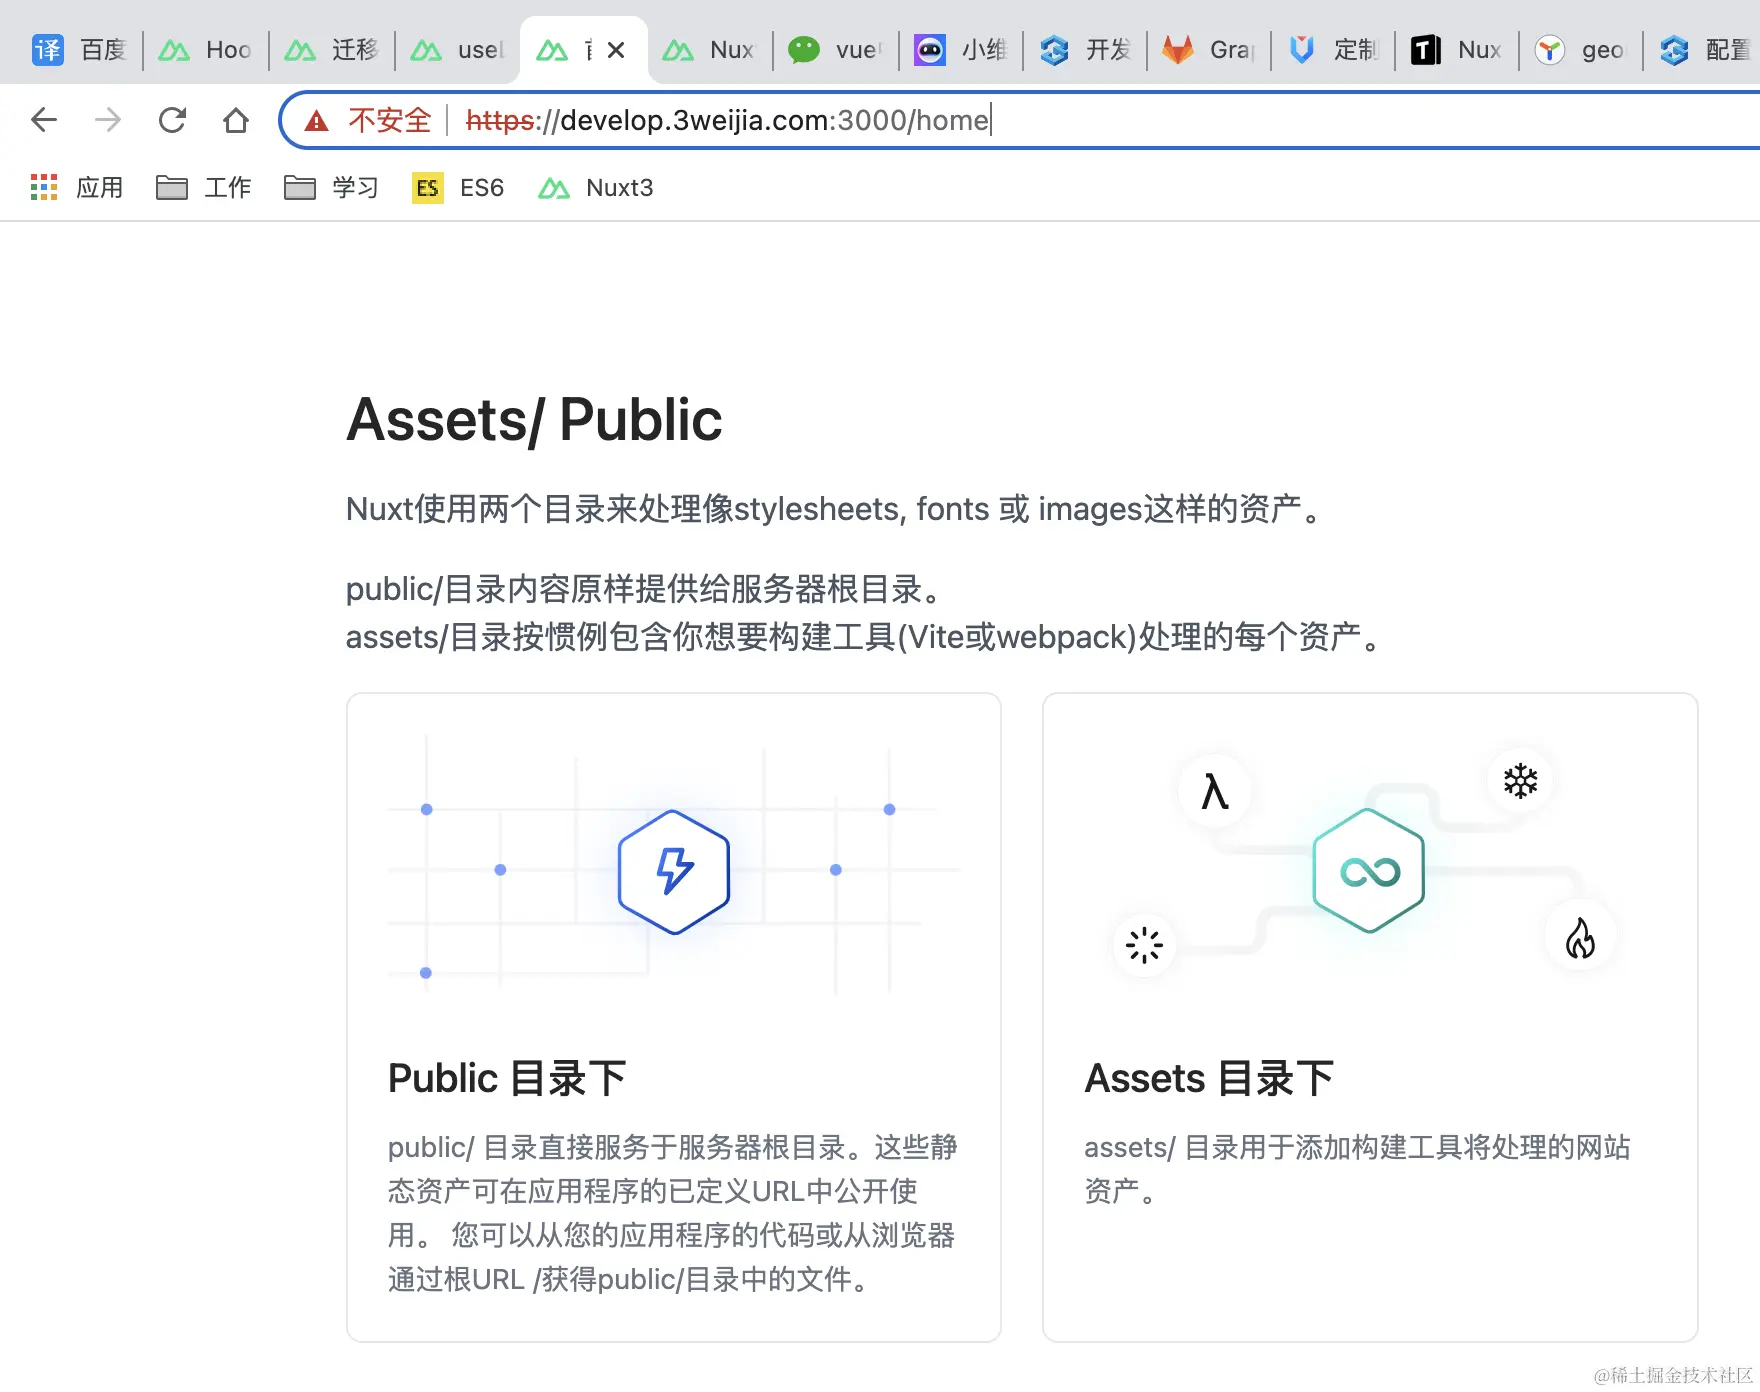 译 百度 Hoo 迁移 use Nux vue 小维 开发 Gra 定制 T Nux geo 配置
不安全 https://develop.3weijia.com:3000/home
应用 工作 学习 ES ES6 Nuxt3
Assets/ Public
Nuxt使用两个目录来处理像stylesheets, fonts 或 images这样的资产。
public/目录内容原样提供给服务器根目录。
assets/目录按惯例包含你想要构建工具(Vite或webpack)处理的每个资产。
λ
Public 目录下
public/ 目录直接服务于服务器根目录。这些静
态资产可在应用程序的已定义URL中公开使
用。 您可以从您的应用程序的代码或从浏览器
通过根URL /获得public/目录中的文件。
Assets 目录下
assets/ 目录用于添加构建工具将处理的网站
资产。
@稀土掘金技术社区